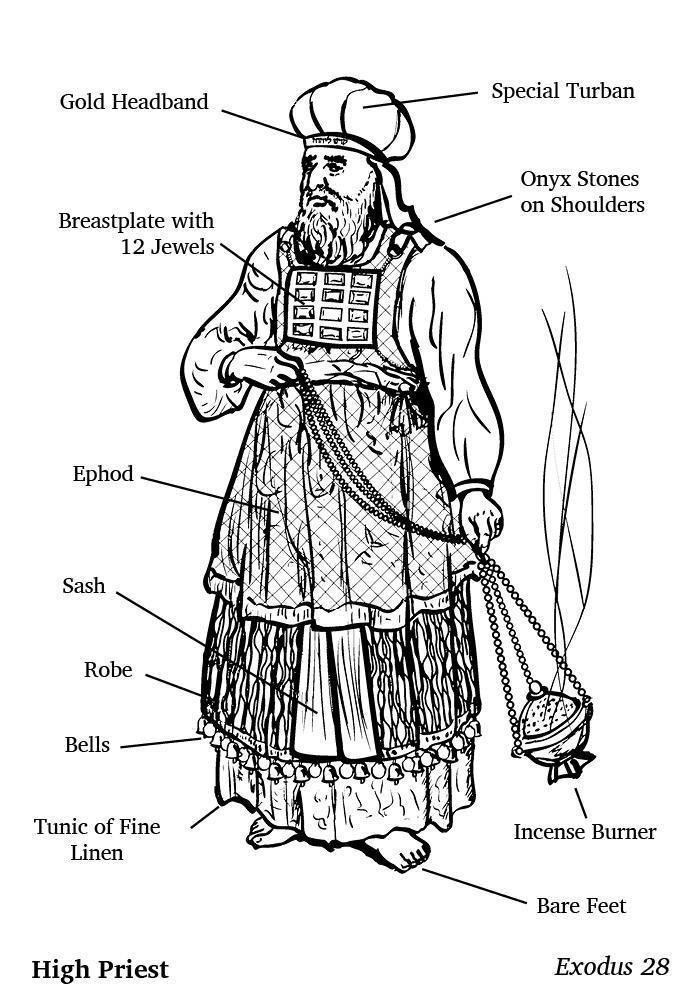 Gold Headband
Special Turban
Onyx Stones
on Shoulders
Breastplate with
12 Jewels
Ephod
Sash
Robe
Bells
Tunic of Fine
Linen
Incense Burner
Bare Feet
High Priest
Exodus 28